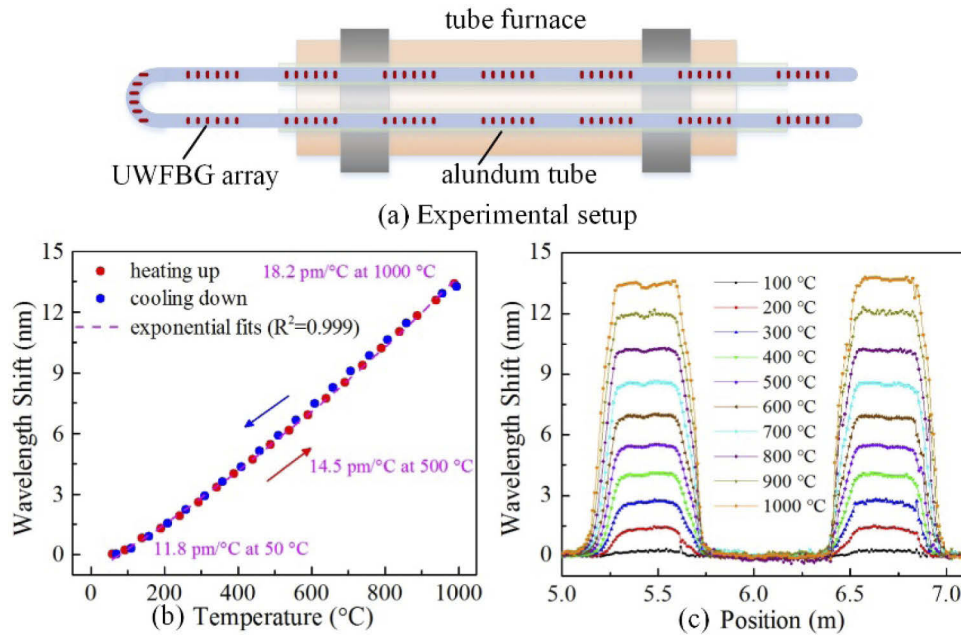 tube furnace
UWFBG array
alundum tube
(a) Experimental setup
15
12
9
6
3
0
Wavelength Shift (nm)
heating up
cooling down
exponential fits (R²=0.999)
18.2 pm/°C at 1000 °C
14.5 pm/°C at 500 °C
11.8 pm/°C at 50 °C
0 200 400 600 800 1000
(b) Temperature (°C)
15
12
9
6
3
0
Wavelength Shift (nm)
100 °C
200 °C
300 °C
400 °C
500 °C
600 °C
700 °C
800 °C
900 °C
1000 °C
5.0 5.5 6.0 6.5 7.0
(c) Position (m)